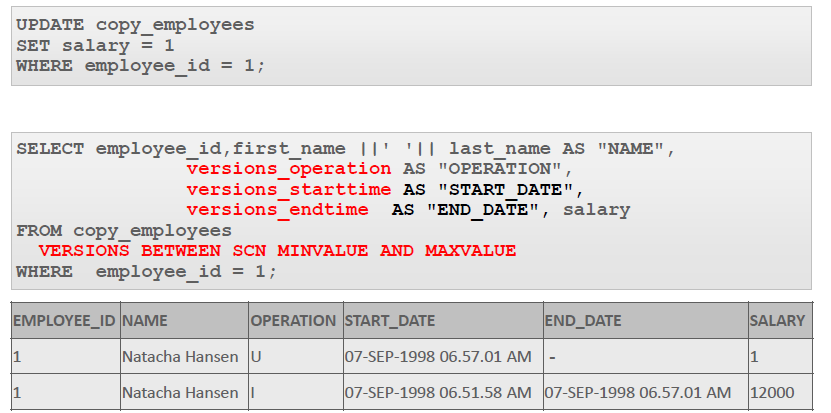 UPDATE copy_employees
SET salary = 1
WHERE employee_id = 1;
SELECT employee_id,first_name ||' '|| last_name AS "NAME",
versions_operation AS "OPERATION",
versions_starttime AS "START_DATE",
versions_endtime AS "END_DATE", salary
FROM copy_employees
VERSIONS BETWEEN SCN MINVALUE AND MAXVALUE
WHERE employee_id = 1;
EMPLOYEE_ID NAME OPERATION START_DATE END_DATE SALARY
1 Natacha Hansen U 07-SEP-1998 06.57.01 AM - 1
1 Natacha Hansen I 07-SEP-1998 06.51.58 AM 07-SEP-1998 06.57.01 AM 12000